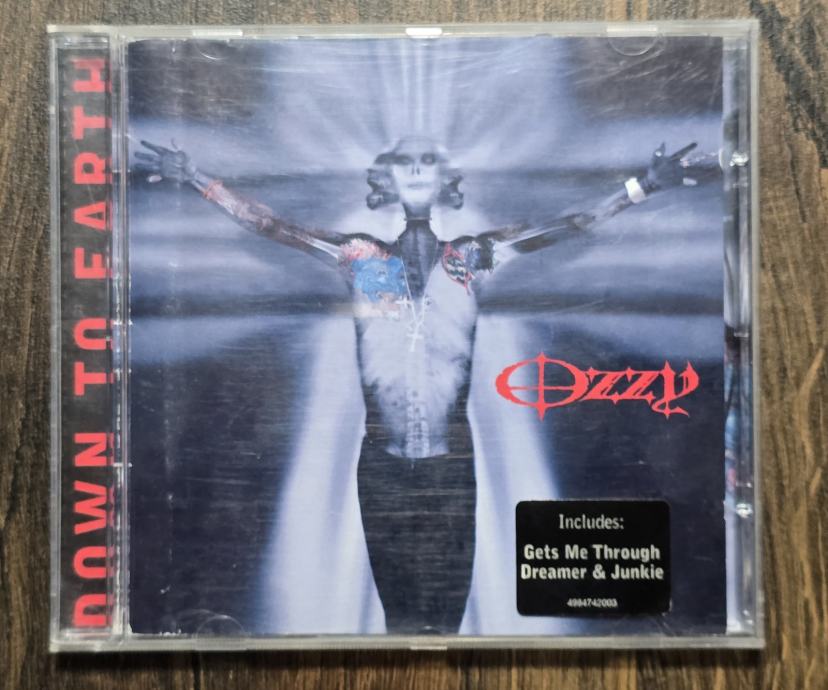 DOWN TO EARTH
Ozzy
Includes:
Gets Me Through
Dreamer & Junkie
4984742003